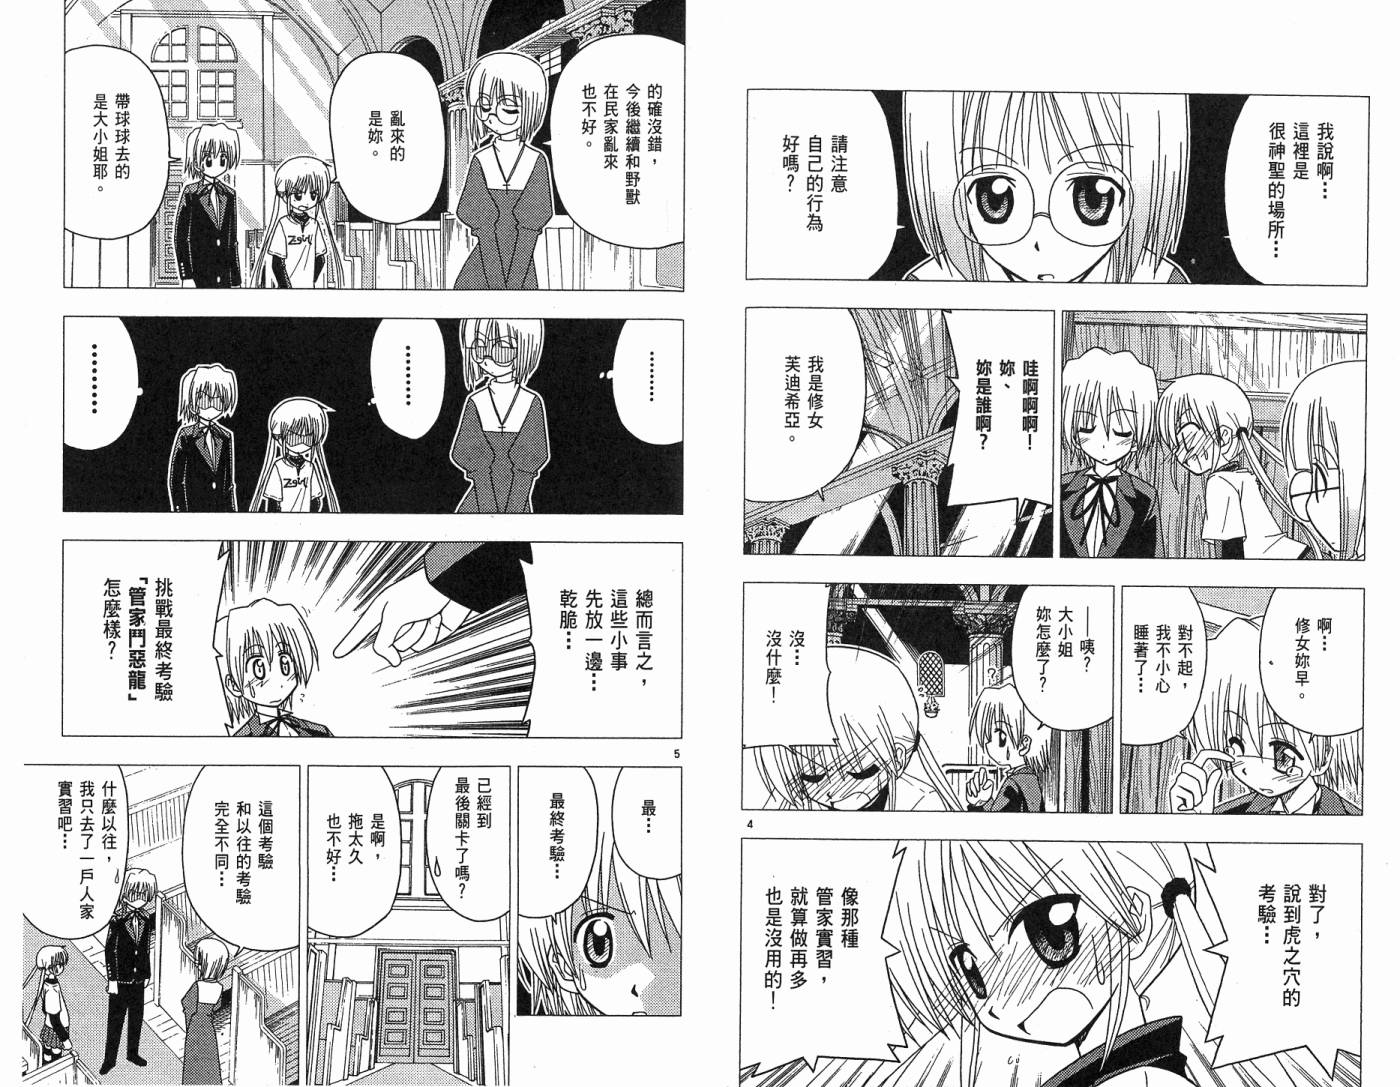 我說啊…
這裡是
很神聖的場所…
請注意
自己的行為
好嗎？
哇啊啊啊！
妳、
妳是誰啊？
我是修女
芙迪希亞。
啊…
修女妳早。
對不起，
我不小心
睡著了…
——咦？
大小姐
妳怎麼了？
沒…
沒什麼！
4
對了，
說到虎之穴的
考驗…
像那種
管家實習，
就算做再多
也是沒用的！
的確沒錯，
今後繼續和野獸
在民家亂來
也不好。
亂來的
是妳。
帶球球去的
是大小姐耶。
Zgirl
………
………
………
Zgirl
總而言之，
這些小事
先放一邊…
乾脆…
挑戰最終考驗
「管家鬥惡龍」
怎麼樣？
5
最…
最終考驗…
已經到
最後關卡了嗎？
是啊，
拖太久
也不好…
這個考驗
和以往的考驗
完全不同…
什麼以往，
我只去了一戶人家
實習吧…